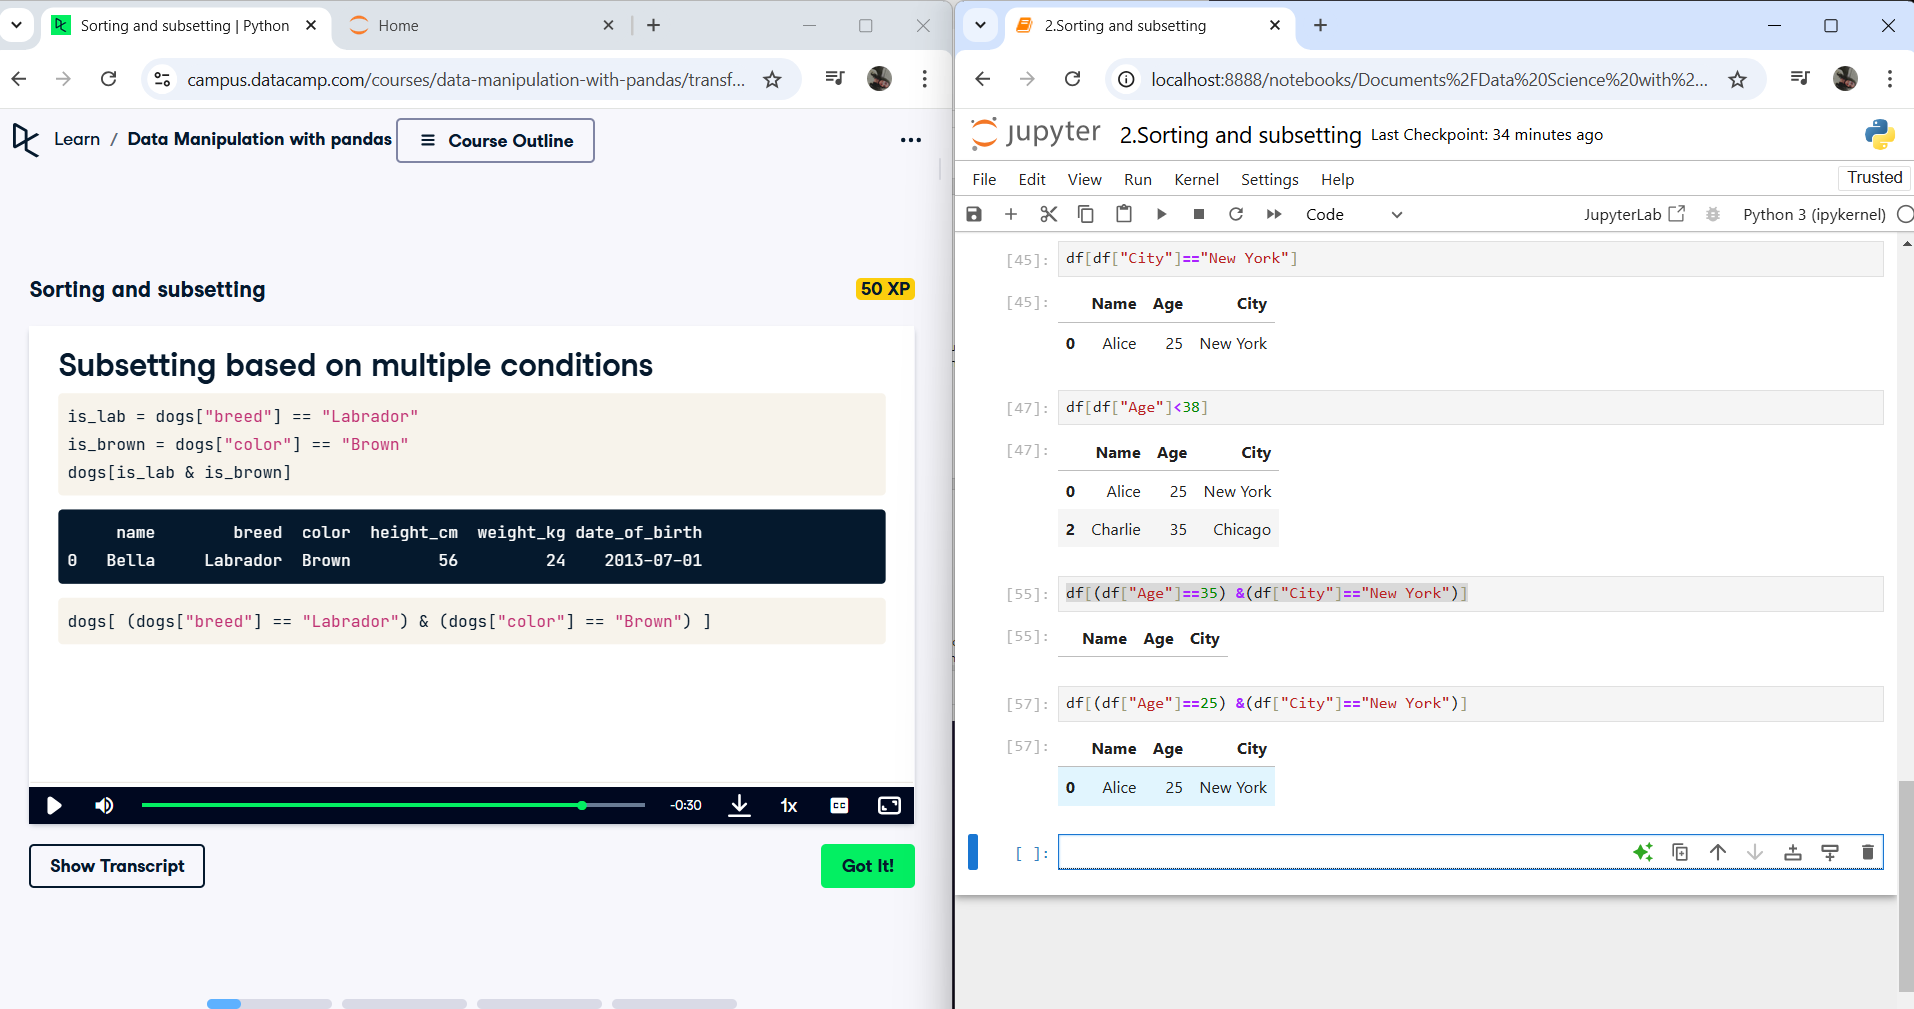 Sorting and subsetting | Python
Home
campus.datacamp.com/courses/data-manipulation-with-pandas/transf...
Learn / Data Manipulation with pandas
Course Outline
Sorting and subsetting
50 XP
Subsetting based on multiple conditions
is_lab = dogs["breed"] == "Labrador"
is_brown = dogs["color"] == "Brown"
dogs[is_lab & is_brown]
name breed color height_cm weight_kg date_of_birth
0 Bella Labrador Brown 56 24 2013-07-01
dogs[ (dogs["breed"] == "Labrador") & (dogs["color"] == "Brown") ]
-0:30
1x
CC
Show Transcript
Got It!
2.Sorting and subsetting
localhost:8888/notebooks/Documents%2FData%20Science%20with%2...
jupyter 2.Sorting and subsetting Last Checkpoint: 34 minutes ago
File Edit View Run Kernel Settings Help
Trusted
Code
JupyterLab
Python 3 (ipykernel)
[45]: df[df["City"]=="New York"]
[45]: Name Age City
0 Alice 25 New York
[47]: df[df["Age"]<38]
[47]: Name Age City
0 Alice 25 New York
2 Charlie 35 Chicago
[55]: df[(df["Age"]==35) &(df["City"]=="New York")]
[55]: Name Age City
[57]: df[(df["Age"]==25) &(df["City"]=="New York")]
[57]: Name Age City
0 Alice 25 New York
[ ]: